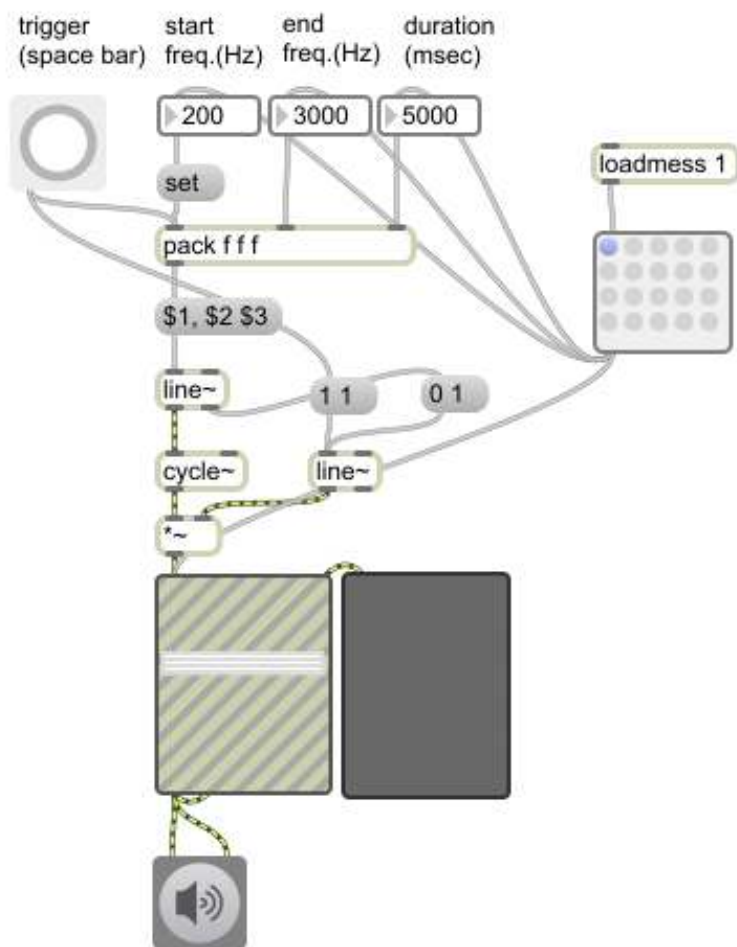 trigger
(space bar)
start
freq.(Hz)
end
freq.(Hz)
duration
(msec)
200
3000
5000
loadmess 1
set
pack f f f
$1, $2 $3
line~
1 1
0 1
cycle~
line~
*~